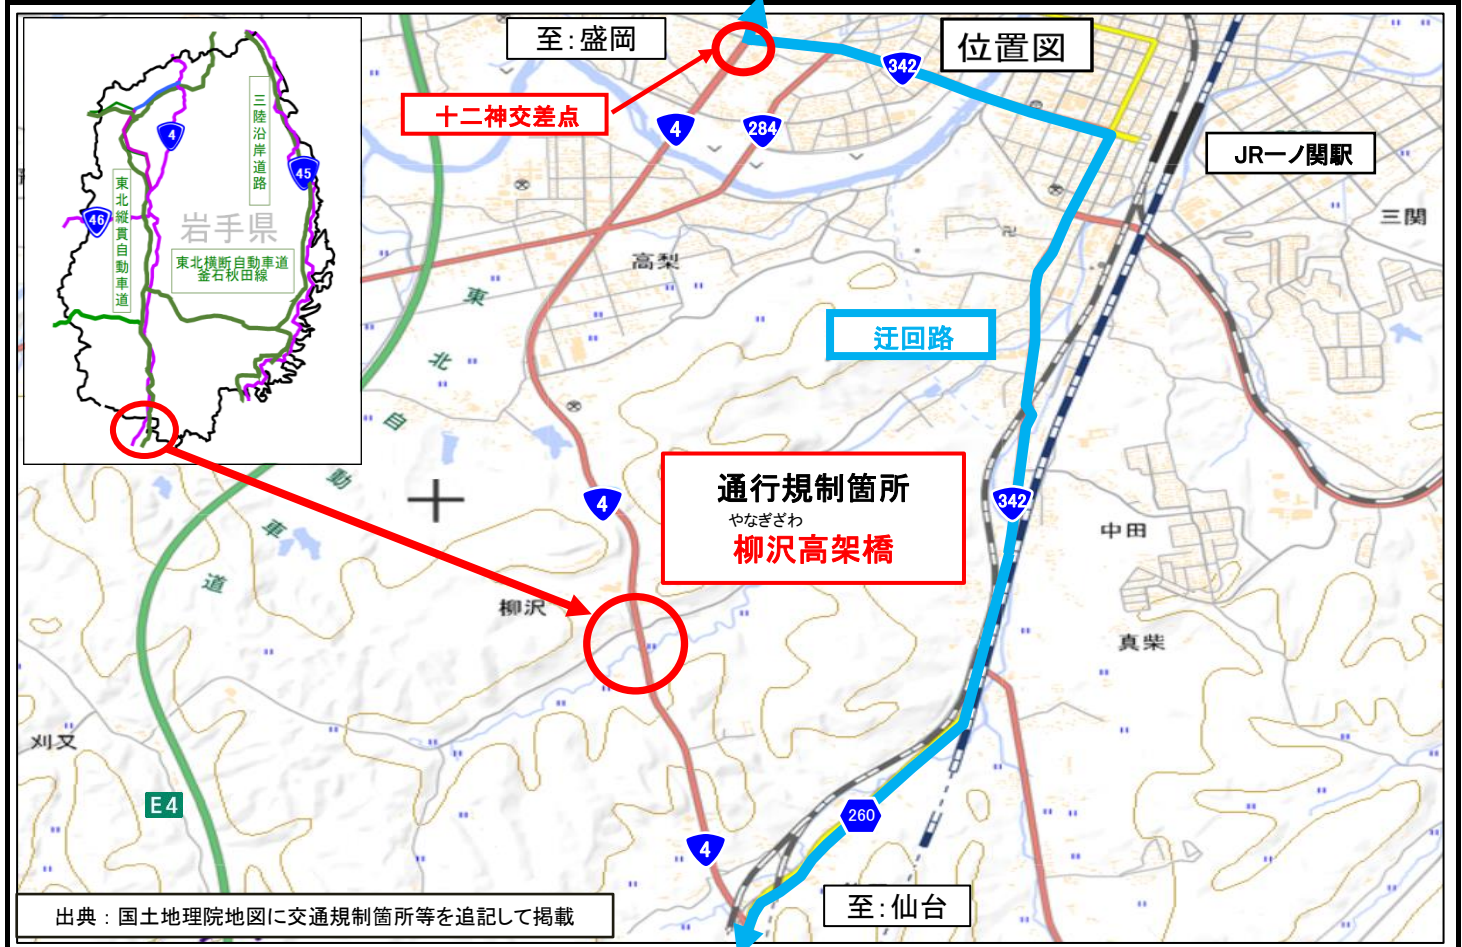 至：盛岡
位置図
十二神交差点
342
4
284
JR一ノ関駅
三関
4
三陸沿岸道路
45
東北縦貫自動車道
46
岩手県
東北横断自動車道
釜石秋田線
高梨
迂回路
東北自動車道
4
通行規制箇所
やなぎざわ
柳沢高架橋
342
中田
柳沢
真柴
刈又
E4
260
4
至：仙台
出典：国土地理院地図に交通規制箇所等を追記して掲載